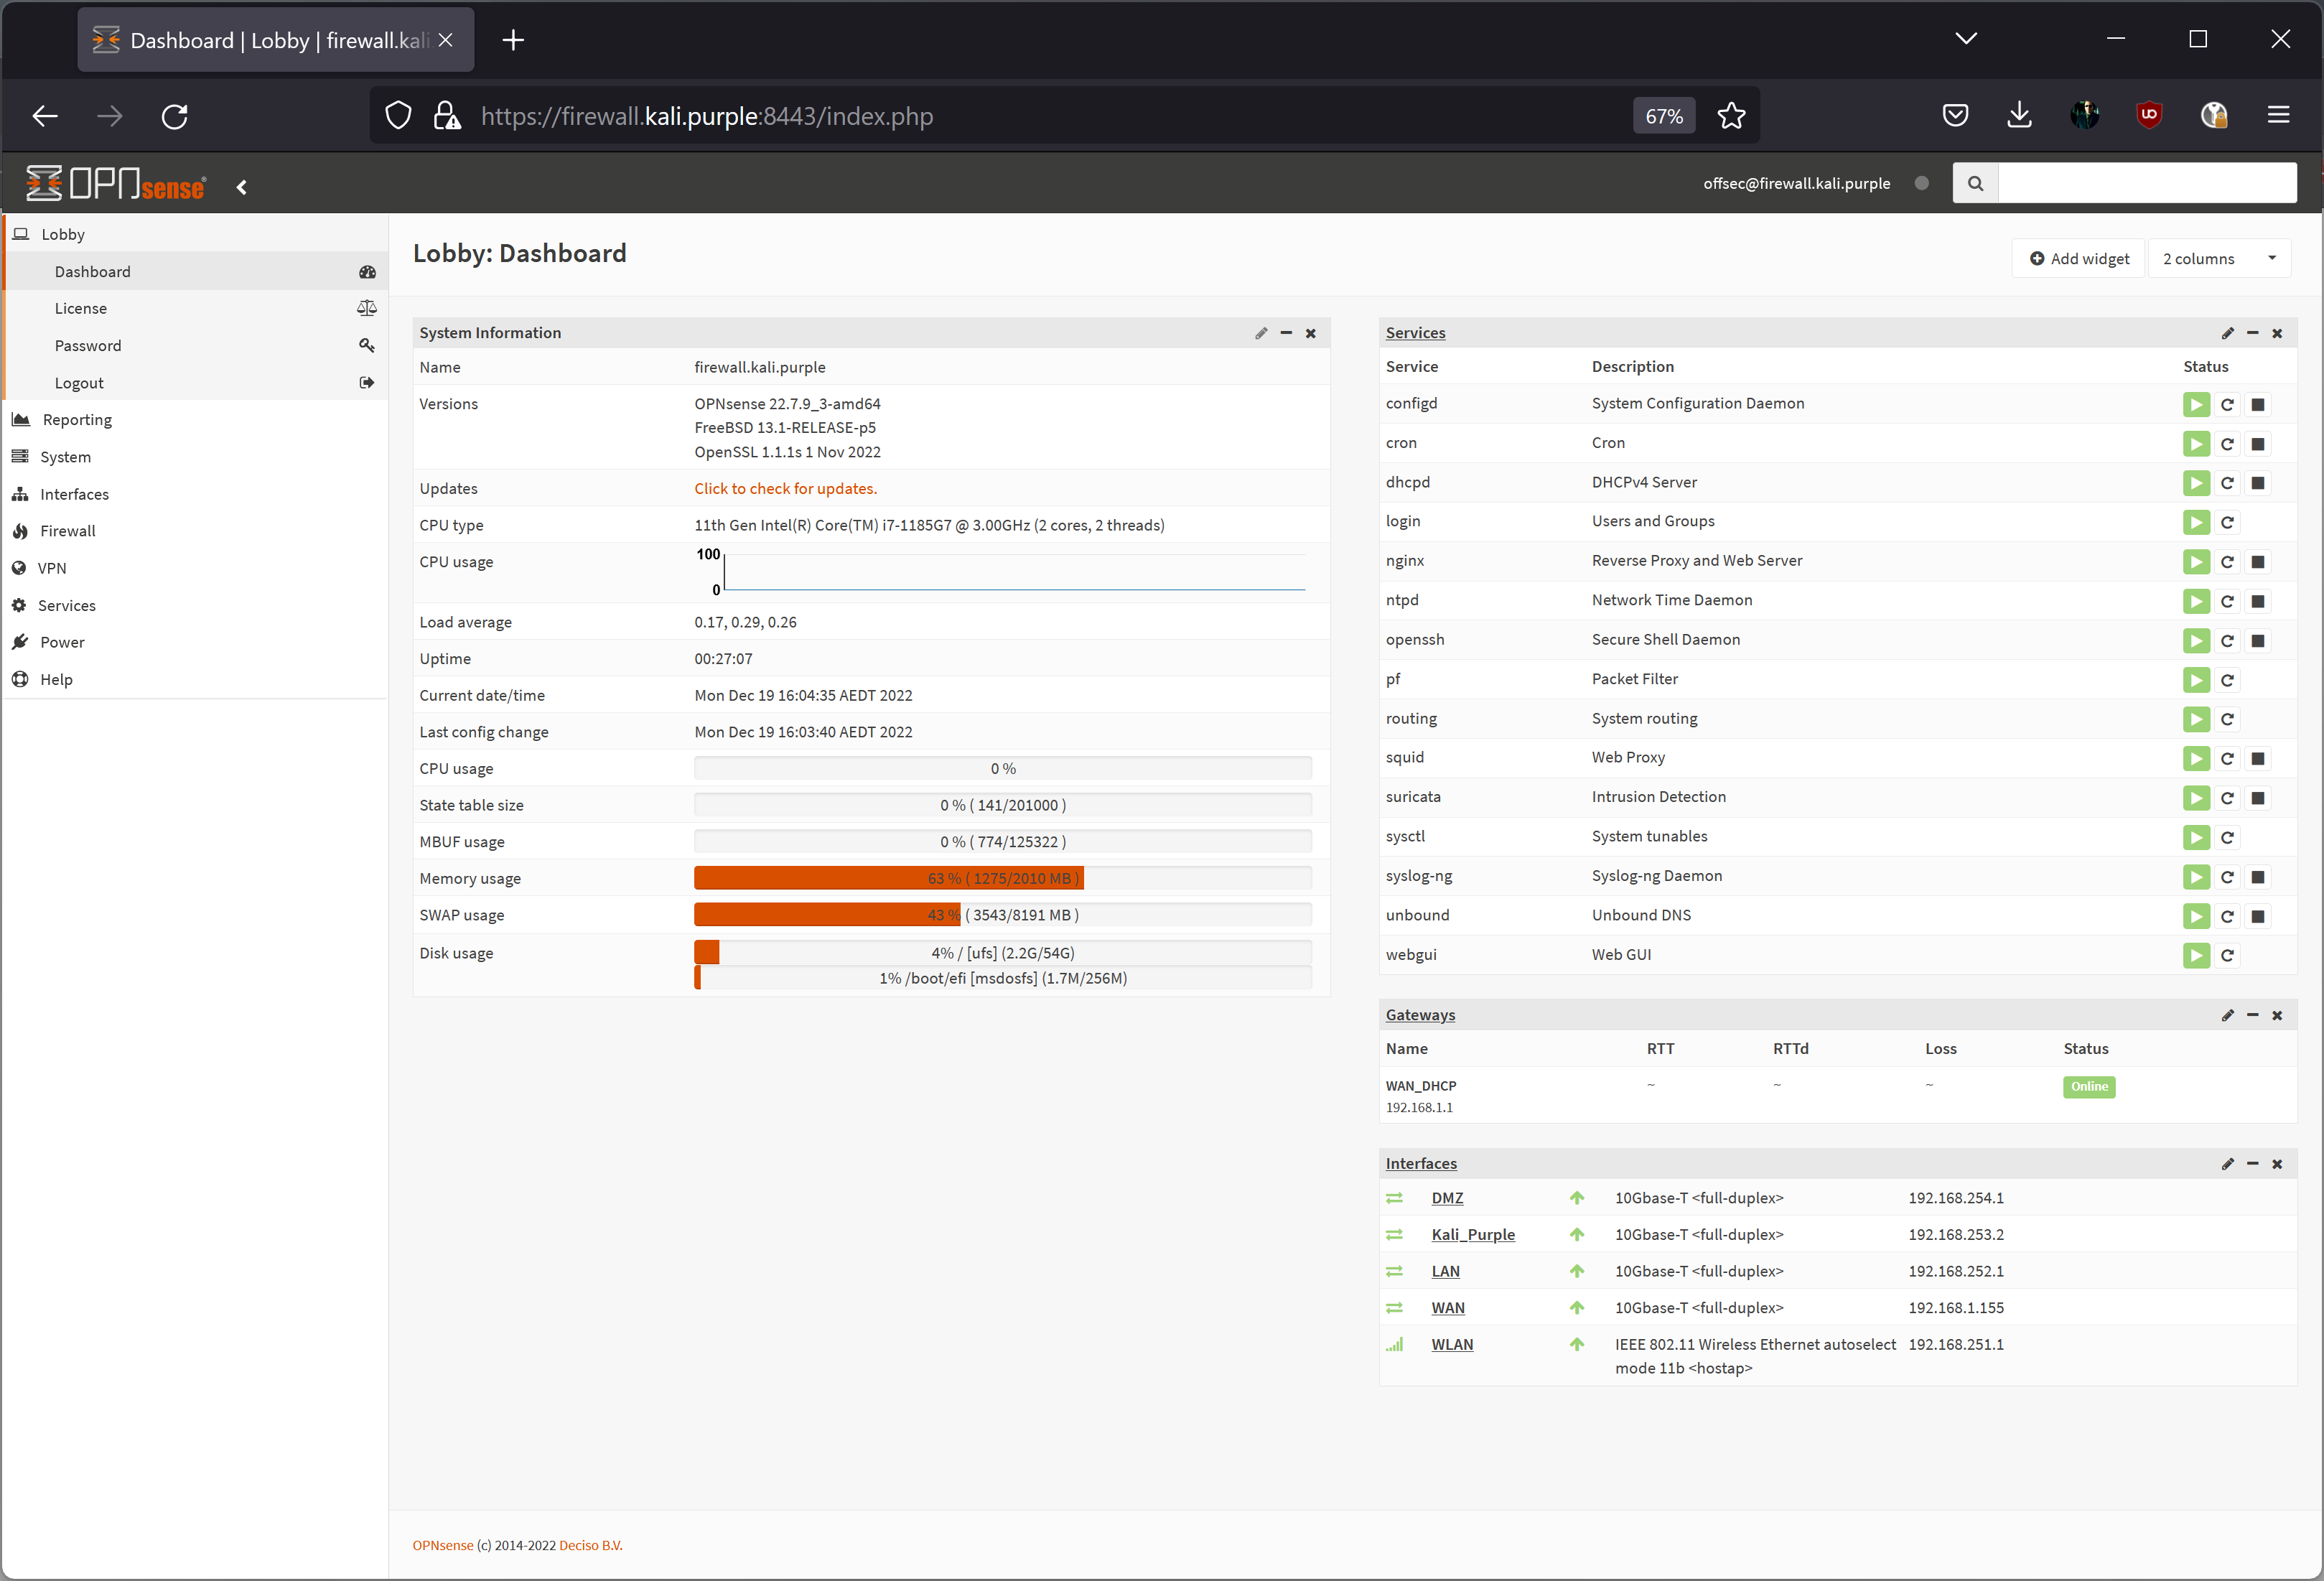 Dashboard | Lobby | firewall.kali
https://firewall.kali.purple:8443/index.php
67%
OPNsense
offsec@firewall.kali.purple
Lobby
Dashboard
License
Password
Logout
Reporting
System
Interfaces
Firewall
VPN
Services
Power
Help
Lobby: Dashboard
Add widget
2 columns
System Information
Name firewall.kali.purple
Versions OPNsense 22.7.9_3-amd64
FreeBSD 13.1-RELEASE-p5
OpenSSL 1.1.1s 1 Nov 2022
Updates Click to check for updates.
CPU type 11th Gen Intel(R) Core(TM) i7-1185G7 @ 3.00GHz (2 cores, 2 threads)
CPU usage 100
0
Load average 0.17, 0.29, 0.26
Uptime 00:27:07
Current date/time Mon Dec 19 16:04:35 AEDT 2022
Last config change Mon Dec 19 16:03:40 AEDT 2022
CPU usage 0 %
State table size 0 % ( 141/201000 )
MBUF usage 0 % ( 774/125322 )
Memory usage 63 % ( 1275/2010 MB )
SWAP usage 43 % ( 3543/8191 MB )
Disk usage 4% / [ufs] (2.2G/54G)
1% /boot/efi [msdosfs] (1.7M/256M)
Services
Service Description Status
configd System Configuration Daemon
cron Cron
dhcpd DHCPv4 Server
login Users and Groups
nginx Reverse Proxy and Web Server
ntpd Network Time Daemon
openssh Secure Shell Daemon
pf Packet Filter
routing System routing
squid Web Proxy
suricata Intrusion Detection
sysctl System tunables
syslog-ng Syslog-ng Daemon
unbound Unbound DNS
webgui Web GUI
Gateways
Name RTT RTTd Loss Status
WAN_DHCP ~ ~ ~ Online
192.168.1.1
Interfaces
DMZ 10Gbase-T <full-duplex> 192.168.254.1
Kali_Purple 10Gbase-T <full-duplex> 192.168.253.2
LAN 10Gbase-T <full-duplex> 192.168.252.1
WAN 10Gbase-T <full-duplex> 192.168.1.155
WLAN IEEE 802.11 Wireless Ethernet autoselect 192.168.251.1
mode 11b <hostap>
OPNsense (c) 2014-2022 Deciso B.V.